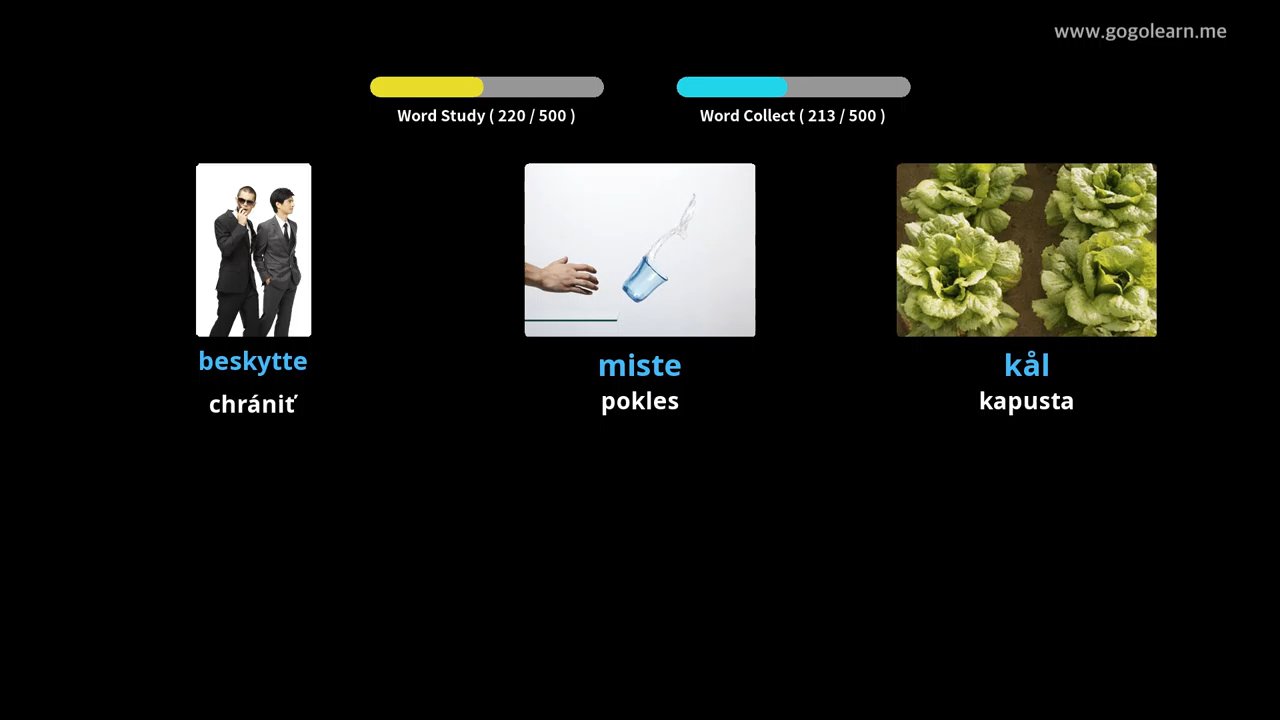 www.gogolearn.me
Word Study ( 220 / 500 )
Word Collect ( 213 / 500 )
beskytte
chrániť
miste
pokles
kål
kapusta